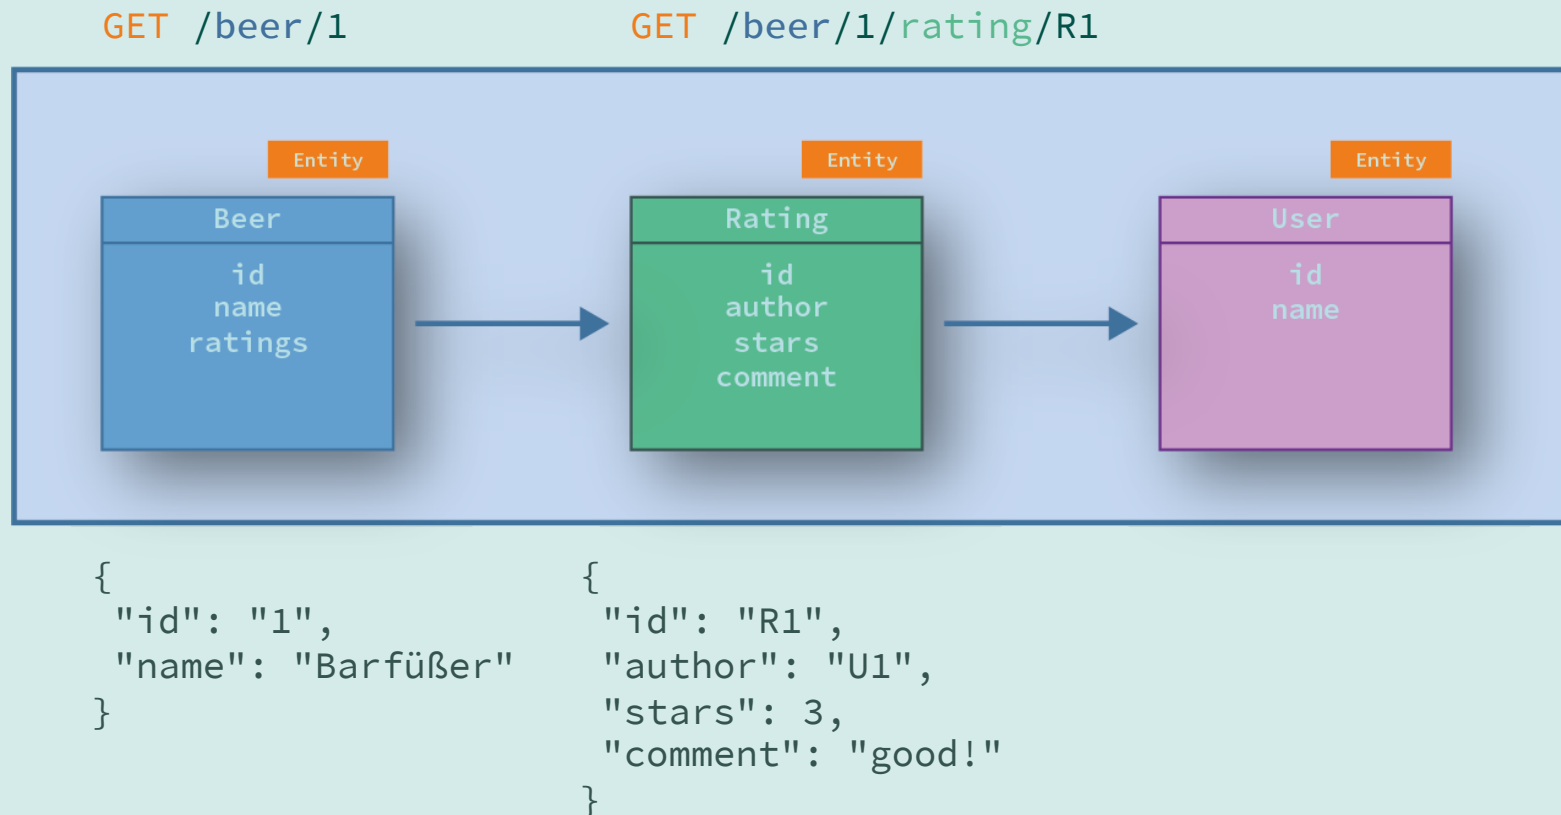 GET /beer/1
GET /beer/1/rating/R1
Entity
Entity
Entity
Beer
id
name
ratings
Rating
id
author
stars
comment
User
id
name
{
"id": "1",
"name": "Barfüßer"
}
{
"id": "R1",
"author": "U1",
"stars": 3,
"comment": "good!"
}